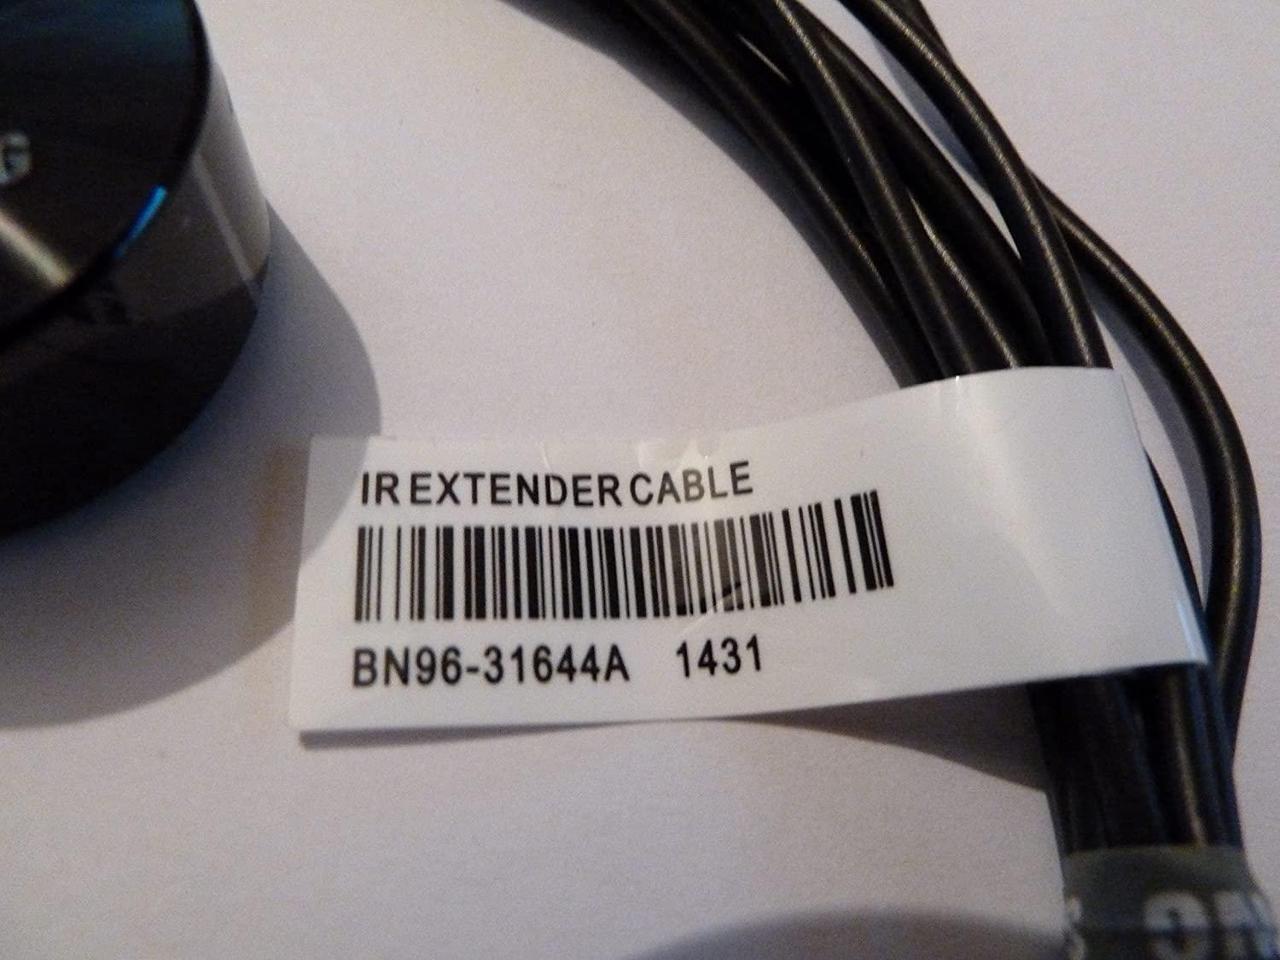 G
IR EXTENDER CABLE
BN96-31644A 1431